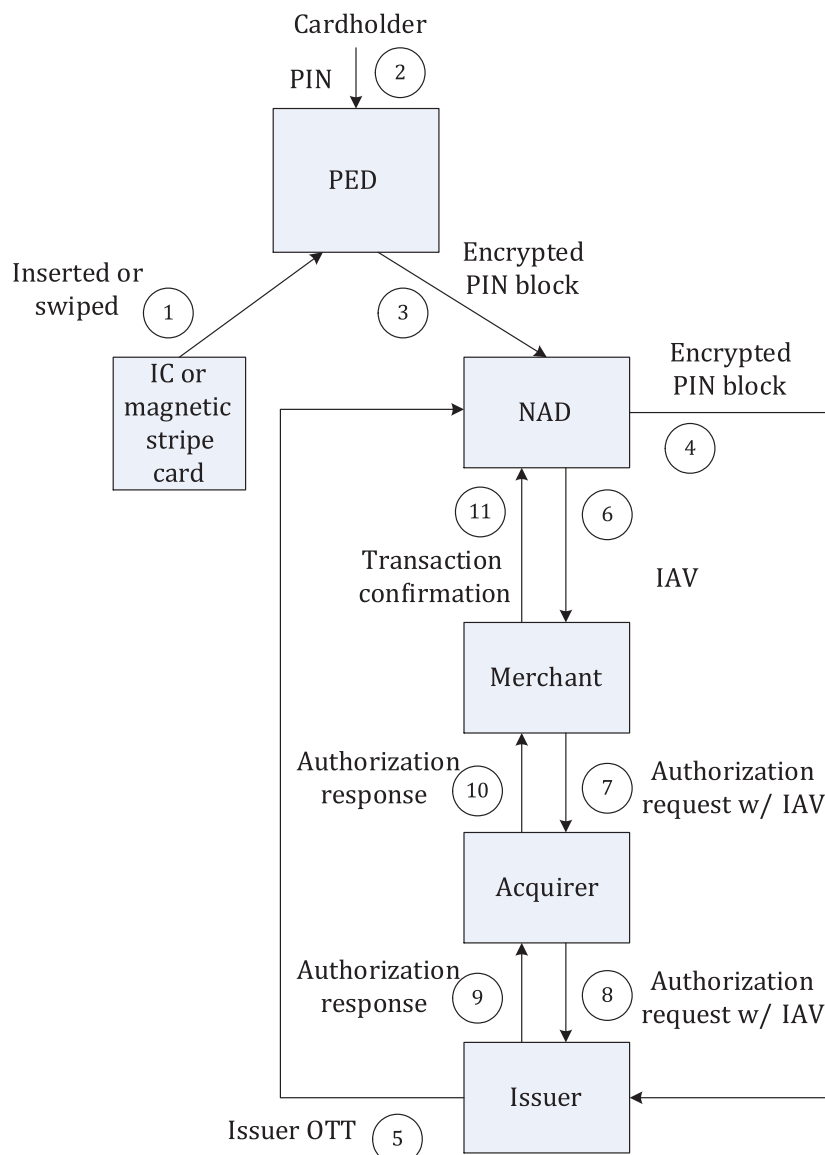 Cardholder
PIN
2
PED
Inserted or
swiped
1
Encrypted
PIN block
3
IC or
magnetic
stripe
card
NAD
Encrypted
PIN block
4
11
6
Transaction
confirmation
IAV
Merchant
Authorization
response
10
7
Authorization
request w/ IAV
Acquirer
Authorization
response
9
8
Authorization
request w/ IAV
Issuer
Issuer OTT
5